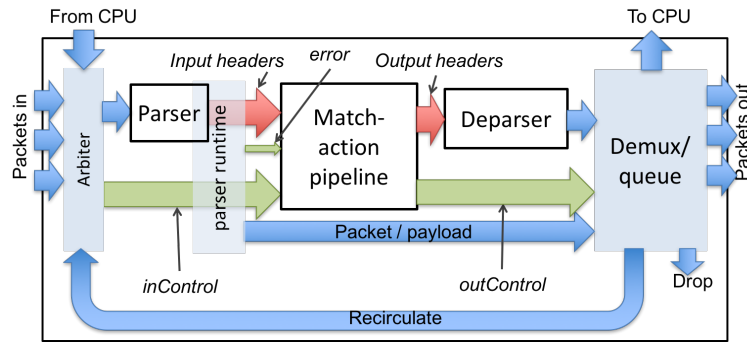 From CPU
To CPU
Input headers
error
Output headers
Packets in
Arbiter
Parser
parser runtime
Match-
action
pipeline
Deparser
Demux/
queue
Packets out
Packet / payload
inControl
outControl
Drop
Recirculate